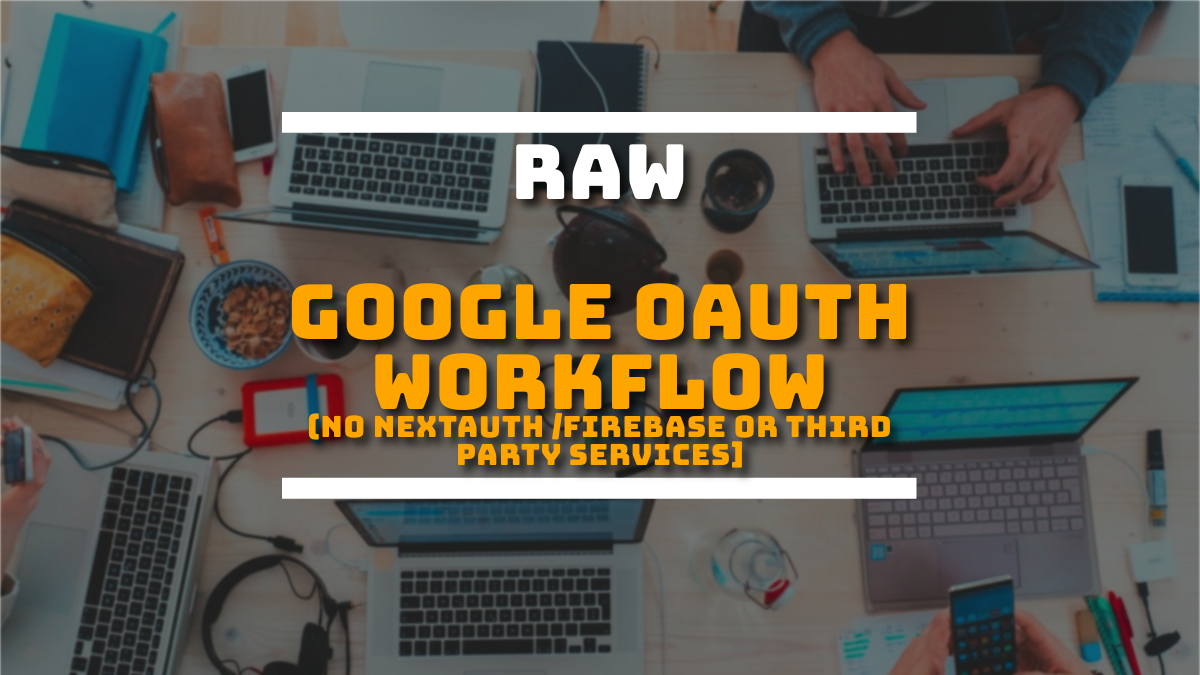 RAW
GOOGLE OAUTH
WORKFLOW
(NO NEXTAUTH /FIREBASE OR THIRD
PARTY SERVICES]